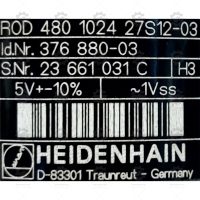 ROD 480 1024 27S12-03
Id.Nr. 376 880-03
S.Nr. 23 661 031 C H3
5V+-10% ~1Vss
HEIDENHAIN
D-83301 Traunreut - Germany